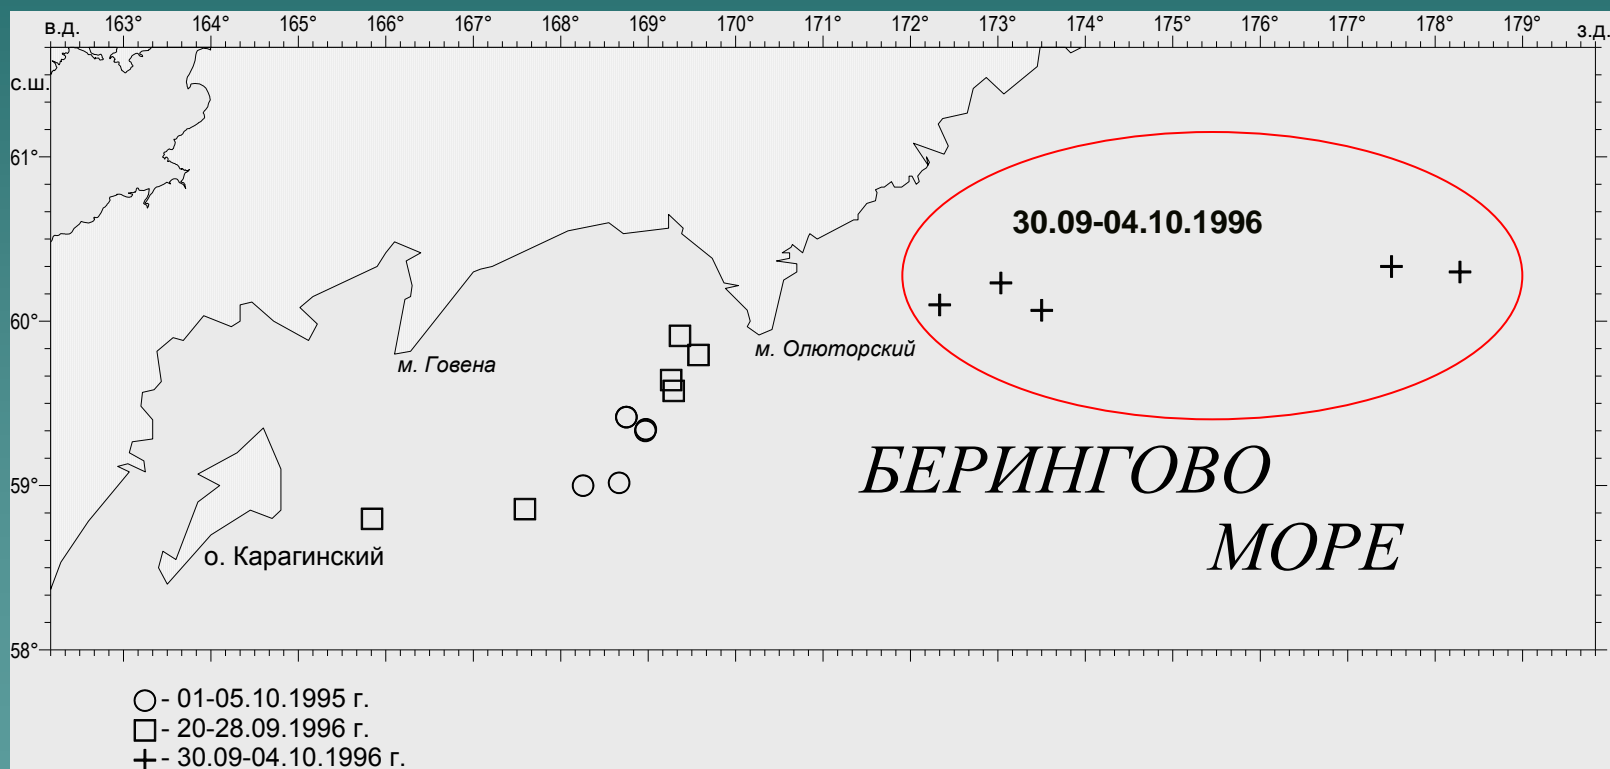 в.д. 163° 164° 165° 166° 167° 168° 169° 170° 171° 172° 173° 174° 175° 176° 177° 178° 179° з.д.
с.ш.
61°
30.09-04.10.1996
60°
м. Олюторский
м. Говена
БЕРИНГОВО
59°
МОРЕ
о. Карагинский
58°
- 01-05.10.1995 г.
- 20-28.09.1996 г.
- 30.09-04.10.1996 г.